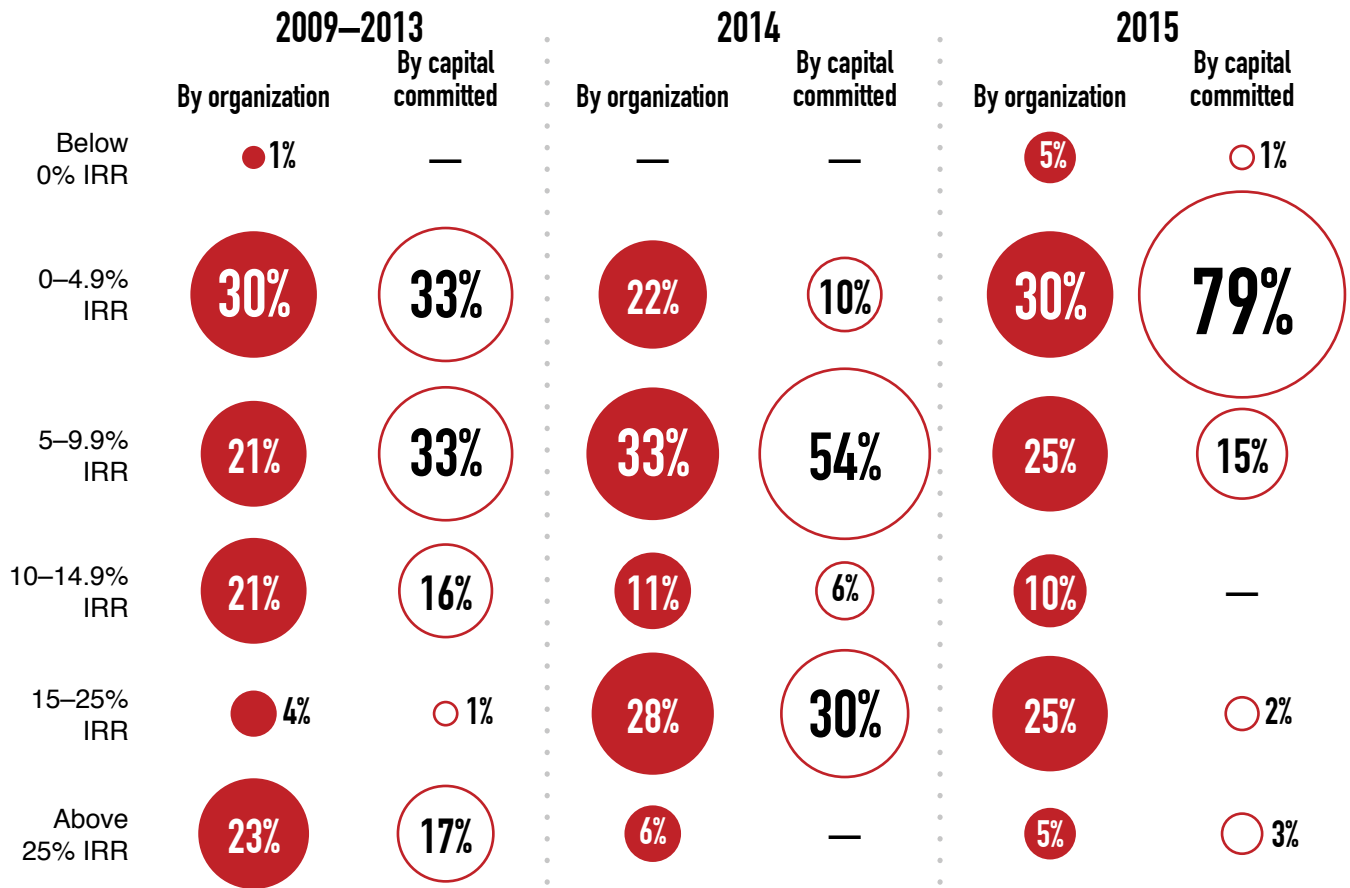 2009–2013 2014 2015
By organization By capital committed By organization By capital committed By organization By capital committed
Below 0% IRR 1% — — — 5% 1%
0–4.9% IRR 30% 33% 22% 10% 30% 79%
5–9.9% IRR 21% 33% 33% 54% 25% 15%
10–14.9% IRR 21% 16% 11% 6% 10% —
15–25% IRR 4% 1% 28% 30% 25% 2%
Above 25% IRR 23% 17% 6% — 5% 3%